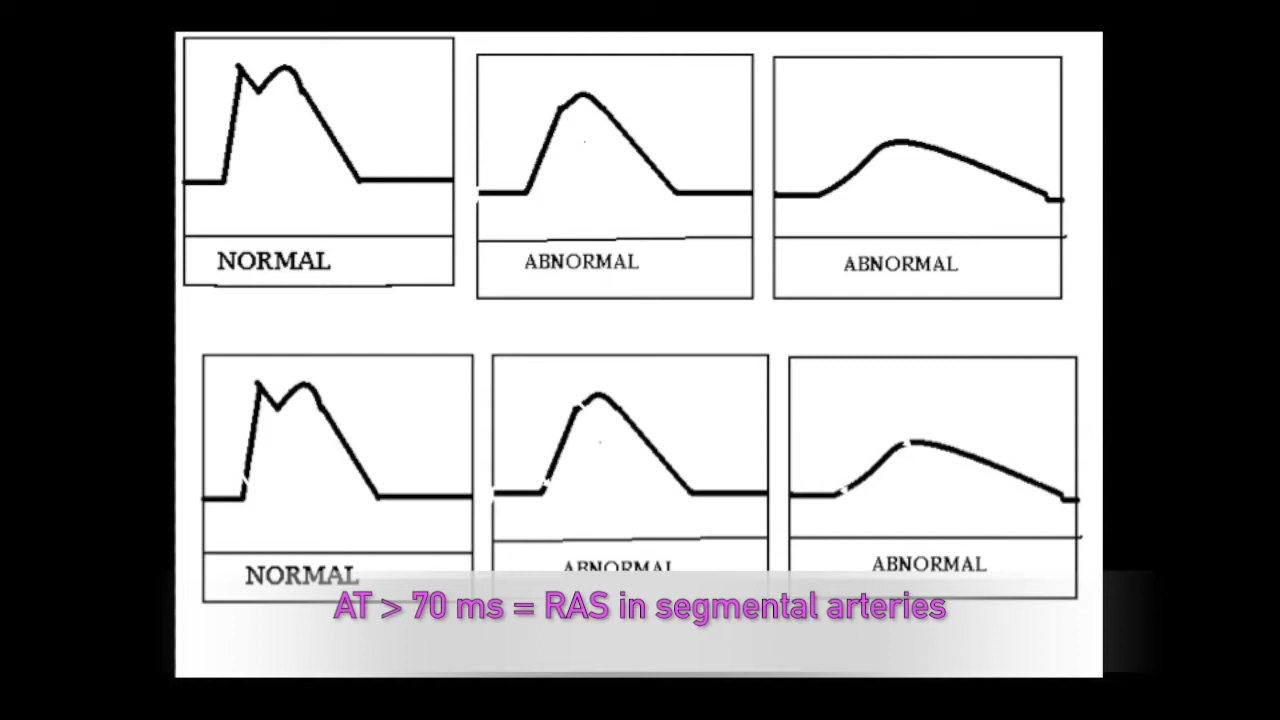 NORMAL
ABNORMAL
ABNORMAL
NORMAL
ABNORMAL
ABNORMAL
AT > 70 ms = RAS in segmental arteries